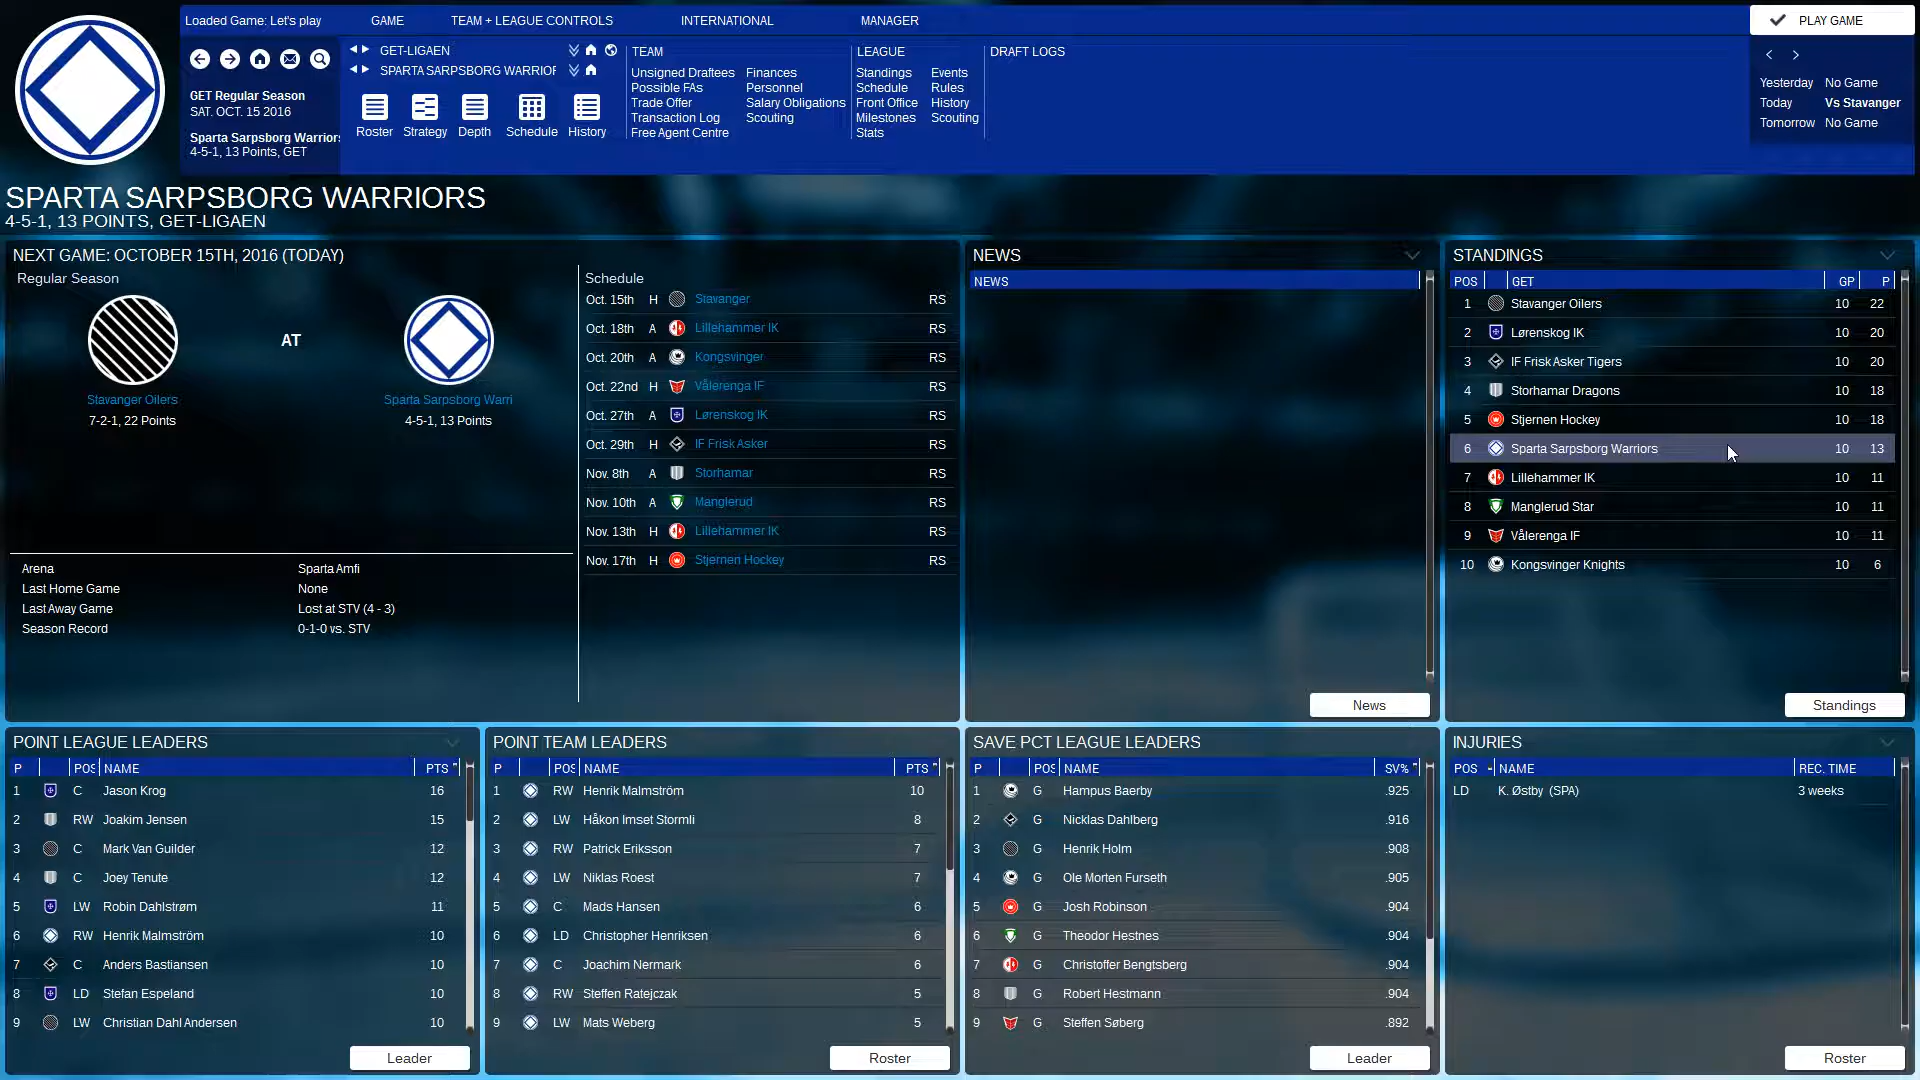 Loaded Game: Let's play
GAME
TEAM + LEAGUE CONTROLS
INTERNATIONAL
MANAGER
PLAY GAME
GET-LIGAEN
SPARTA SARPSBORG WARRIOR
GET Regular Season
SAT. OCT. 15 2016
Sparta Sarpsborg Warriors
4-5-1, 13 Points, GET
Roster
Strategy
Depth
Schedule
History
TEAM
Unsigned Draftees
Possible FAs
Trade Offer
Transaction Log
Free Agent Centre
Finances
Personnel
Salary Obligations
Scouting
LEAGUE
Standings
Schedule
Front Office
Milestones
Stats
Events
Rules
History
Scouting
DRAFT LOGS
Yesterday No Game
Today Vs Stavanger
Tomorrow No Game
SPARTA SARPSBORG WARRIORS
4-5-1, 13 POINTS, GET-LIGAEN
NEXT GAME: OCTOBER 15TH, 2016 (TODAY)
Regular Season
AT
Stavanger Oilers
7-2-1, 22 Points
Sparta Sarpsborg Warri
4-5-1, 13 Points
Arena Sparta Amfi
Last Home Game None
Last Away Game Lost at STV (4 - 3)
Season Record 0-1-0 vs. STV
Schedule
Oct. 15th H Stavanger RS
Oct. 18th A Lillehammer IK RS
Oct. 20th A Kongsvinger RS
Oct. 22nd H Vålerenga IF RS
Oct. 27th A Lørenskog IK RS
Oct. 29th H IF Frisk Asker RS
Nov. 8th A Storhamar RS
Nov. 10th A Manglerud RS
Nov. 13th H Lillehammer IK RS
Nov. 17th H Stjernen Hockey RS
NEWS
NEWS
News
STANDINGS
POS GET GP P
1 Stavanger Oilers 10 22
2 Lørenskog IK 10 20
3 IF Frisk Asker Tigers 10 20
4 Storhamar Dragons 10 18
5 Stjernen Hockey 10 18
6 Sparta Sarpsborg Warriors 10 13
7 Lillehammer IK 10 11
8 Manglerud Star 10 11
9 Vålerenga IF 10 11
10 Kongsvinger Knights 10 6
Standings
POINT LEAGUE LEADERS
P POS NAME PTS
1 C Jason Krog 16
2 RW Joakim Jensen 15
3 C Mark Van Guilder 12
4 C Joey Tenute 12
5 LW Robin Dahlstrøm 11
6 RW Henrik Malmström 10
7 C Anders Bastiansen 10
8 LD Stefan Espeland 10
9 LW Christian Dahl Andersen 10
Leader
POINT TEAM LEADERS
P POS NAME PTS
1 RW Henrik Malmström 10
2 LW Håkon Imset Stormli 8
3 RW Patrick Eriksson 7
4 LW Niklas Roest 7
5 C Mads Hansen 6
6 LD Christopher Henriksen 6
7 C Joachim Nermark 6
8 RW Steffen Ratejczak 5
9 LW Mats Weberg 5
Roster
SAVE PCT LEAGUE LEADERS
P POS NAME SV%
1 G Hampus Baerby .925
2 G Nicklas Dahlberg .916
3 G Henrik Holm .908
4 G Ole Morten Furseth .905
5 G Josh Robinson .904
6 G Theodor Hestnes .904
7 G Christoffer Bengtsberg .904
8 G Robert Hestmann .904
9 G Steffen Søberg .892
Leader
INJURIES
POS NAME REC. TIME
LD K. Østby (SPA) 3 weeks
Roster